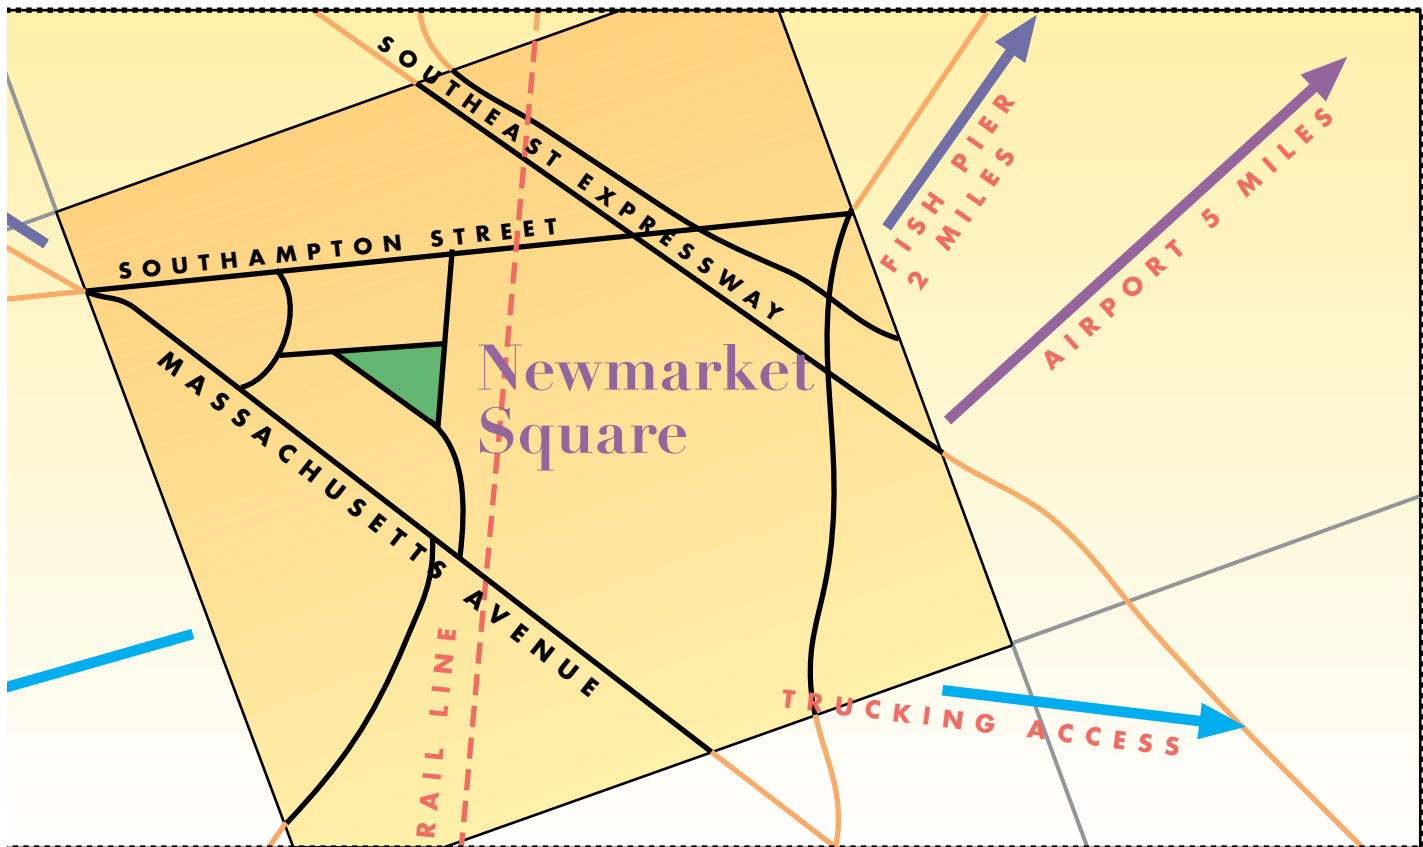 SOUTHEAST EXPRESSWAY
FISH PIER
2 MILES
AIRPORT 5 MILES
SOUTHAMPTON STREET
Newmarket
Square
MASSACHUSETTS AVENUE
RAIL LINE
TRUCKING ACCESS